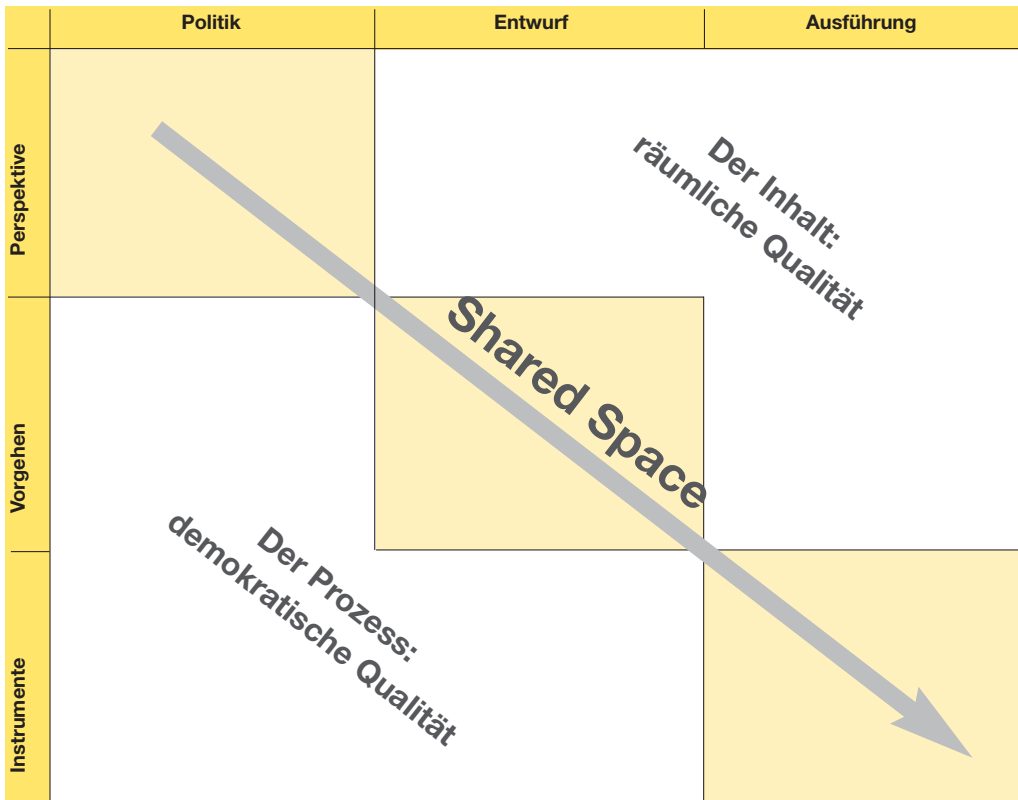 Politik
Entwurf
Ausführung
Perspektive
Der Inhalt:
räumliche Qualität
Vorgehen
Shared Space
Der Prozess:
demokratische Qualität
Instrumente